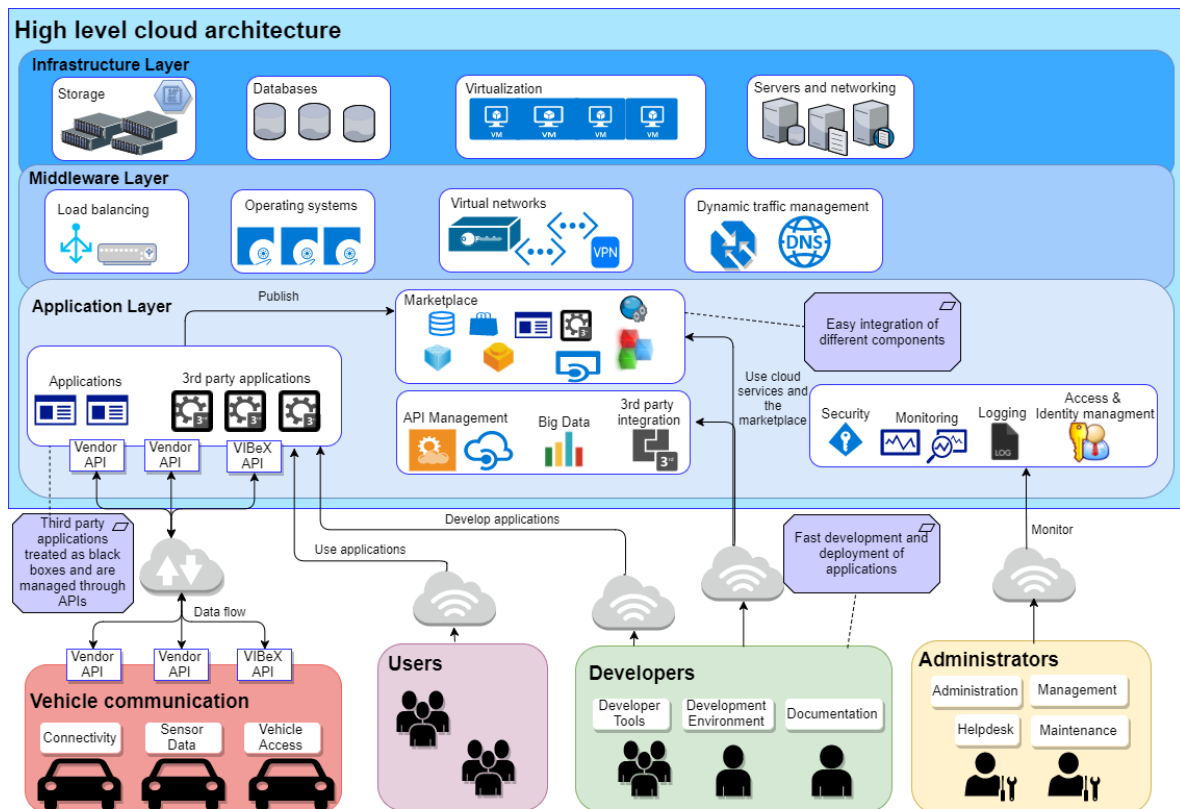 High level cloud architecture
Infrastructure Layer
Storage
Databases
Virtualization
VM
VM
VM
VM
Servers and networking
Middleware Layer
Load balancing
Operating systems
Virtual networks
VPN
Dynamic traffic management
DNS
Application Layer
Publish
Marketplace
3rd
Easy integration of
different components
Applications
3rd party applications
3rd
3rd
3rd
Vendor
API
Vendor
API
VIBeX
API
API Management
Big Data
3rd party
integration
3rd
Use cloud
services and
the
marketplace
Security
Monitoring
Logging
LOG
Access &
Identity managment
Third party
applications
treated as black
boxes and are
managed through
APIs
Develop applications
Use applications
Fast development and
deployment of
applications
Monitor
Data flow
Vendor
API
Vendor
API
VIBeX
API
Vehicle communication
Connectivity
Sensor
Data
Vehicle
Access
Users
Developers
Developer
Tools
Development
Environment
Documentation
Administrators
Administration
Management
Helpdesk
Maintenance